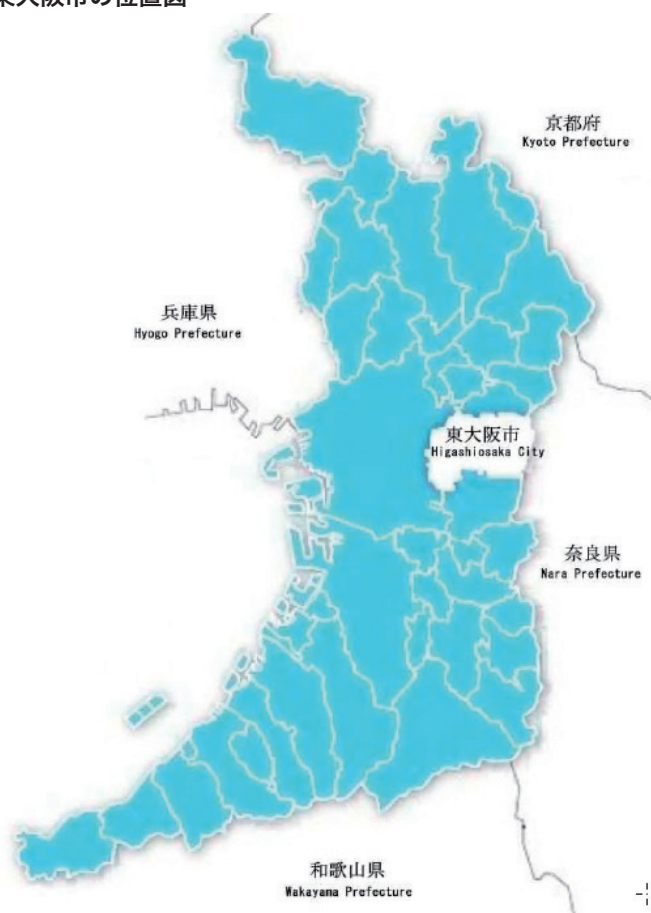 東大阪市の位置図
京都府
Kyoto Prefecture
兵庫県
Hyogo Prefecture
東大阪市
Higashiosaka City
奈良県
Nara Prefecture
和歌山県
Wakayama Prefecture